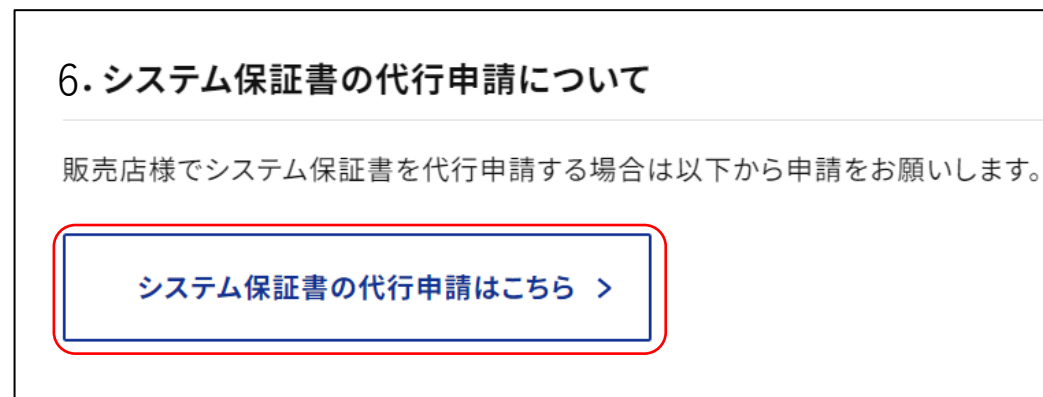 6. システム保証書の代行申請について
販売店様でシステム保証書を代行申請する場合は以下から申請をお願いします。
システム保証書の代行申請はこちら >